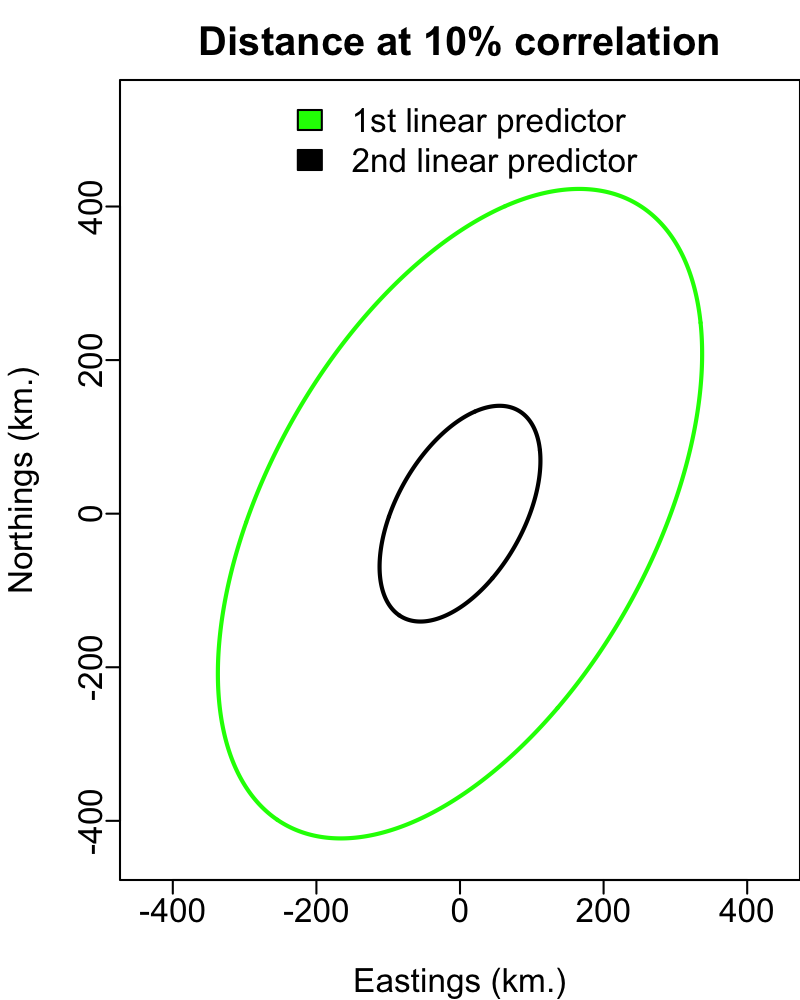 Distance at 10% correlation
1st linear predictor
2nd linear predictor
Northings (km.)
400
200
0
-200
-400
-400
-200
0
200
400
Eastings (km.)